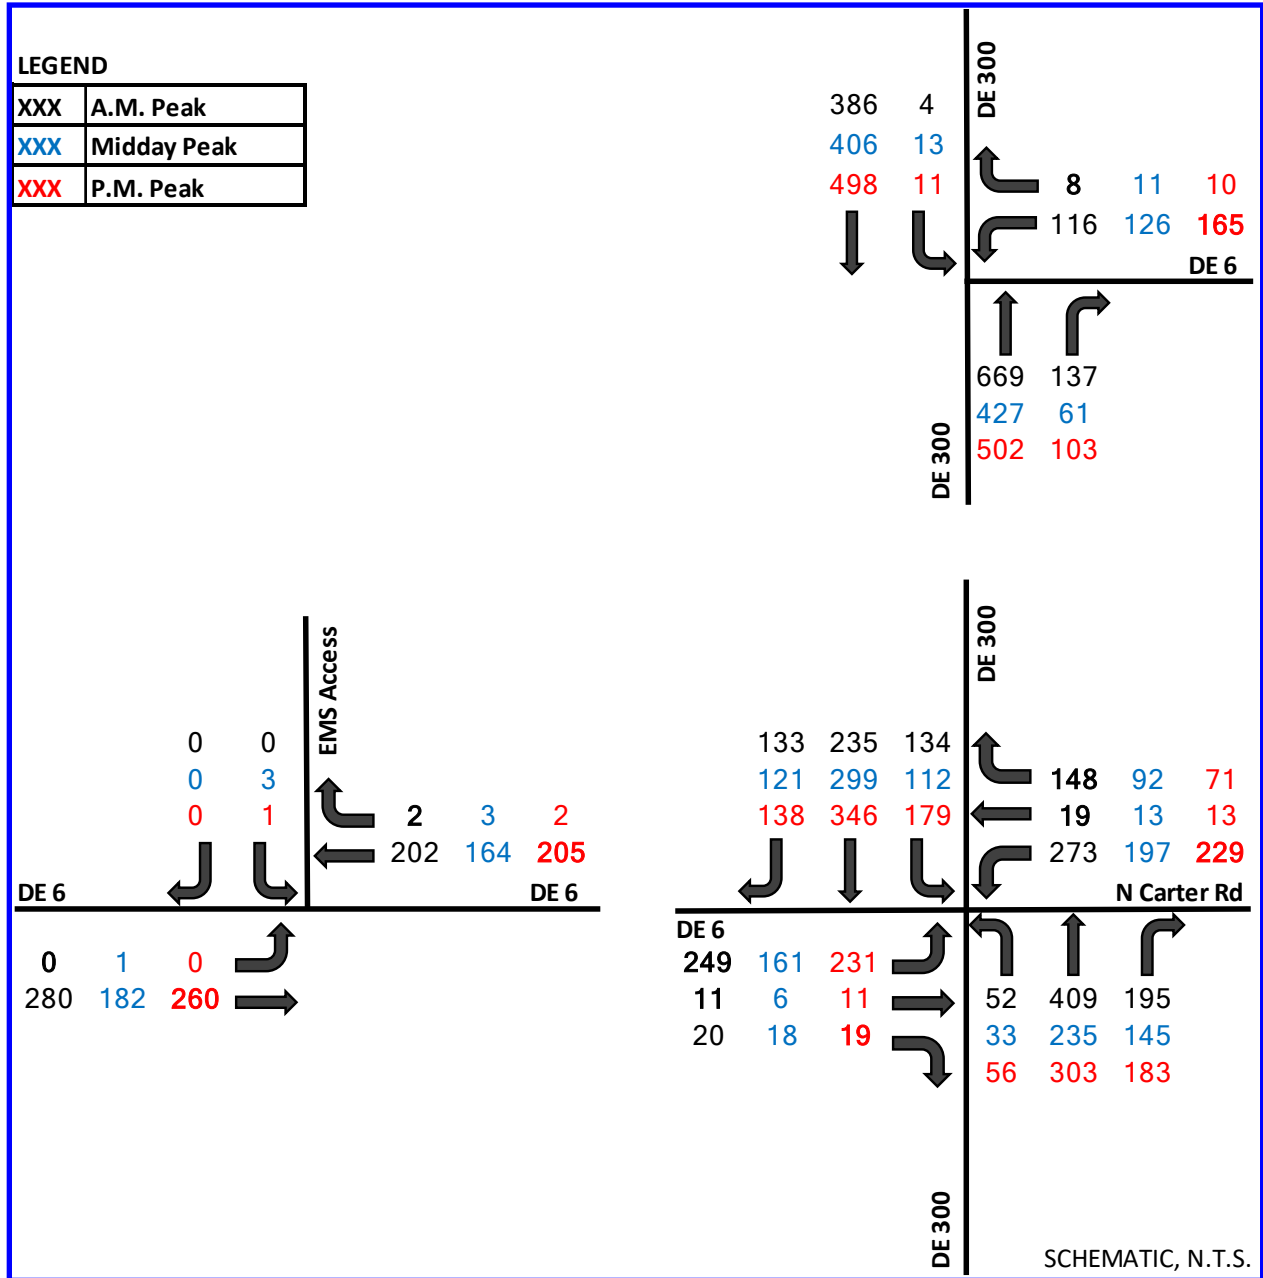 LEGEND
XXX A.M. Peak
XXX Midday Peak
XXX P.M. Peak
DE 300
386 4
406 13
498 11
8 11 10
116 126 165
DE 6
669 137
427 61
502 103
DE 300
EMS Access
0 0
0 3
0 1
2 3 2
202 164 205
DE 6 DE 6
0 1 0
280 182 260
DE 300
133 235 134
121 299 112
138 346 179
148 92 71
19 13 13
273 197 229
N Carter Rd
DE 6
249 161 231
11 6 11
20 18 19
52 409 195
33 235 145
56 303 183
DE 300
SCHEMATIC, N.T.S.